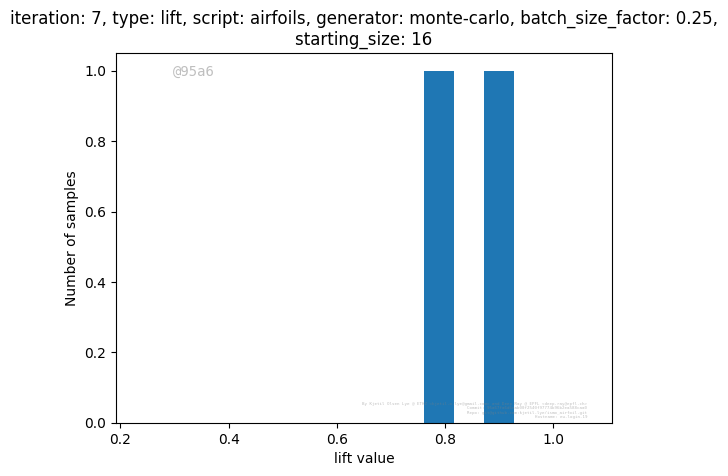 iteration: 7, type: lift, script: airfoils, generator: monte-carlo, batch_size_factor: 0.25,
starting_size: 16
@95a6
1.0
0.8
0.6
0.4
0.2
0.0
Number of samples
0.2 0.4 0.6 0.8 1.0
lift value